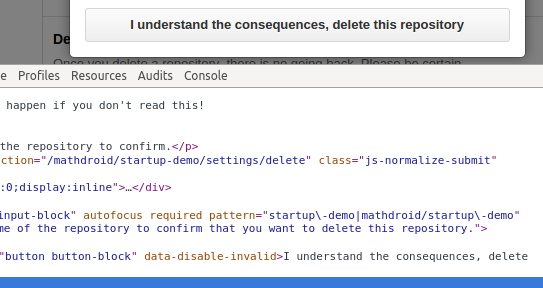 I understand the consequences, delete this repository
De
Once you delete a repository, there is no going back. Please be certain.
e Profiles Resources Audits Console
happen if you don't read this!
the repository to confirm.</p>
ction="/mathdroid/startup-demo/settings/delete" class="js-normalize-submit"
:0;display:inline">…</div>
input-block" autofocus required pattern="startup\-demo|mathdroid/startup\-demo"
me of the repository to confirm that you want to delete this repository.">
"button button-block" data-disable-invalid>I understand the consequences, delete